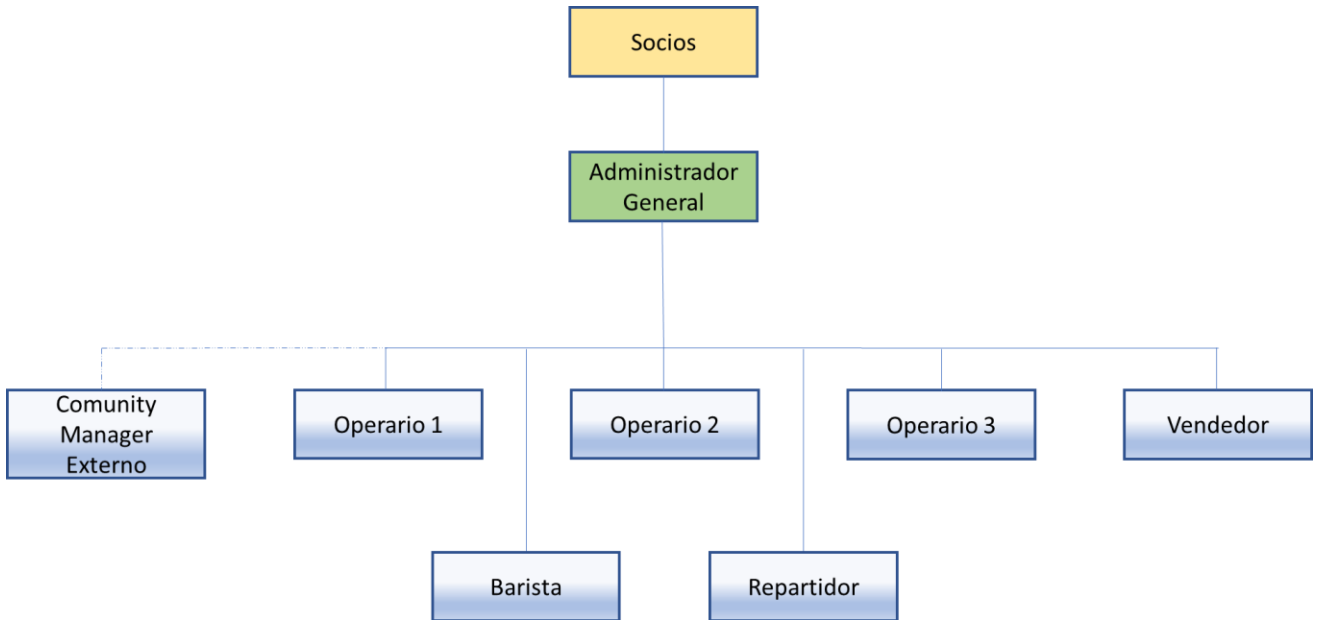 Socios
Administrador
General
Comunity
Manager
Externo
Operario 1
Operario 2
Operario 3
Vendedor
Barista
Repartidor